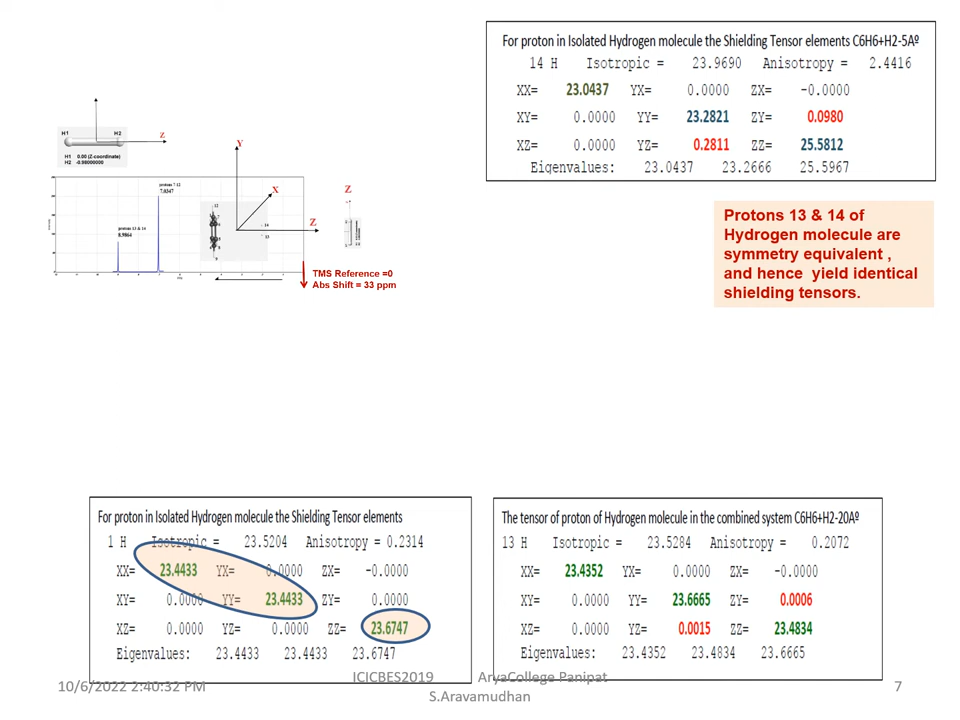 For proton in Isolated Hydrogen molecule the Shielding Tensor elements C6H6+H2-5Aº
14 H Isotropic = 23.9690 Anisotropy = 2.4416
XX= 23.0437 YX= 0.0000 ZX= -0.0000
XY= 0.0000 YY= 23.2821 ZY= 0.0980
XZ= 0.0000 YZ= 0.2811 ZZ= 25.5812
Eigenvalues: 23.0437 23.2666 25.5967
H1 H2
Z
H1 0.00 (Z-coordinate)
H2 -0.98000000
Y
protons 7-12
7.0347
X
Z
protons 13 & 14
8.9864
Z
TMS Reference =0
Abs Shift = 33 ppm
Protons 13 & 14 of
Hydrogen molecule are
symmetry equivalent ,
and hence yield identical
shielding tensors.
For proton in Isolated Hydrogen molecule the Shielding Tensor elements
1 H Isotropic = 23.5204 Anisotropy = 0.2314
XX= 23.4433 YX= 0.0000 ZX= -0.0000
XY= 0.0000 YY= 23.4433 ZY= 0.0000
XZ= 0.0000 YZ= 0.0000 ZZ= 23.6747
Eigenvalues: 23.4433 23.4433 23.6747
The tensor of proton of Hydrogen molecule in the combined system C6H6+H2-20Aº
13 H Isotropic = 23.5284 Anisotropy = 0.2072
XX= 23.4352 YX= 0.0000 ZX= -0.0000
XY= 0.0000 YY= 23.6665 ZY= 0.0006
XZ= 0.0000 YZ= 0.0015 ZZ= 23.4834
Eigenvalues: 23.4352 23.4834 23.6665
10/6/2022 2:40:32 PM
ICICBES2019 AryaCollege Panipat
S.Aravamudhan
7